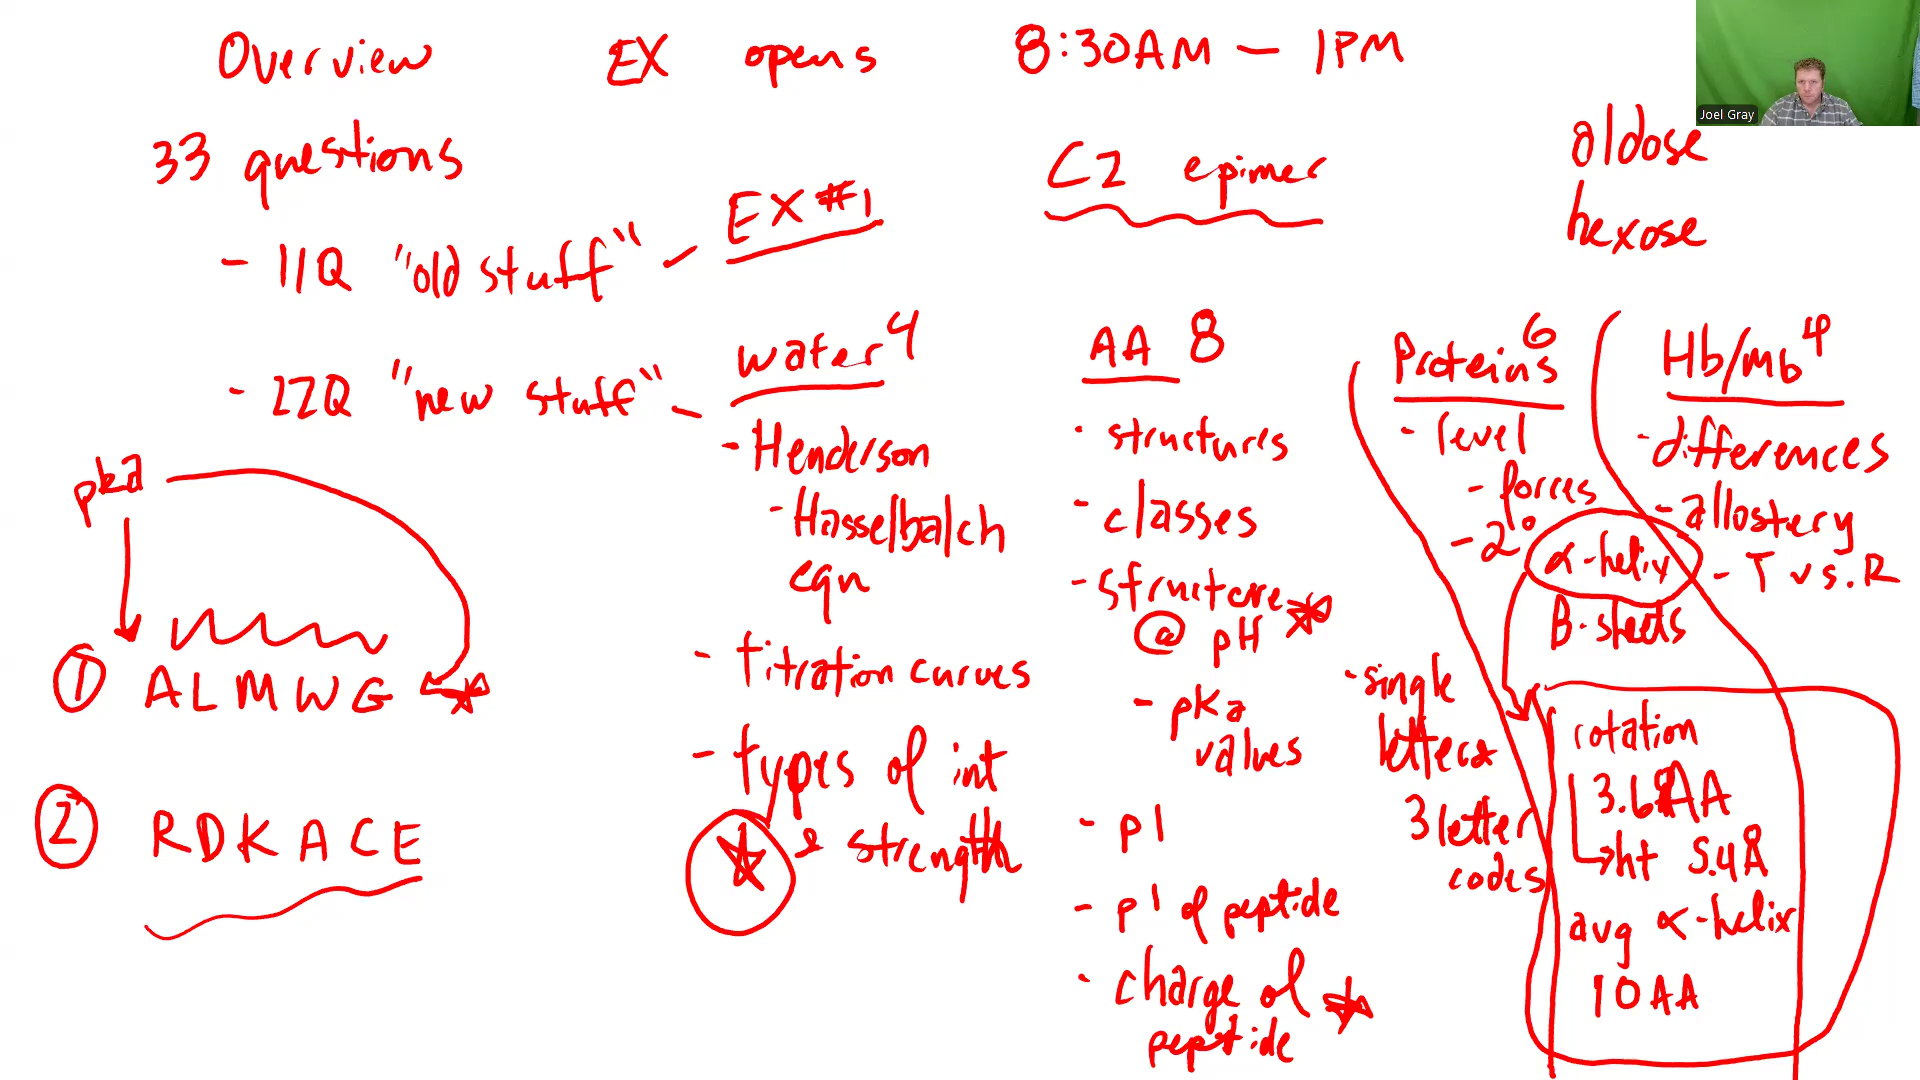 Overview EX opens 8:30AM – 1PM
Joel Gray
33 questions
- 11Q "old stuff" - EX #1
C2 epimer
aldose
hexose
- 22Q "new stuff" -
water 4
- Henderson
- Hasselbalch
eqn
- titration curves
- types of int
& strength
AA 8
· structures
- classes
- structure
@ pH
- pka
values
- pI
- pI of peptide
- charge of
peptide
Proteins 6
- level
- forces
- 2°
α-helix
B-sheets
- single
letters
3 letter
codes
rotation
3.6 AA
ht 5.4Å
avg α-helix
10 AA
Hb/Mb 4
- differences
- allostery
- T vs. R
pka
① ALMWG
② RDKACE